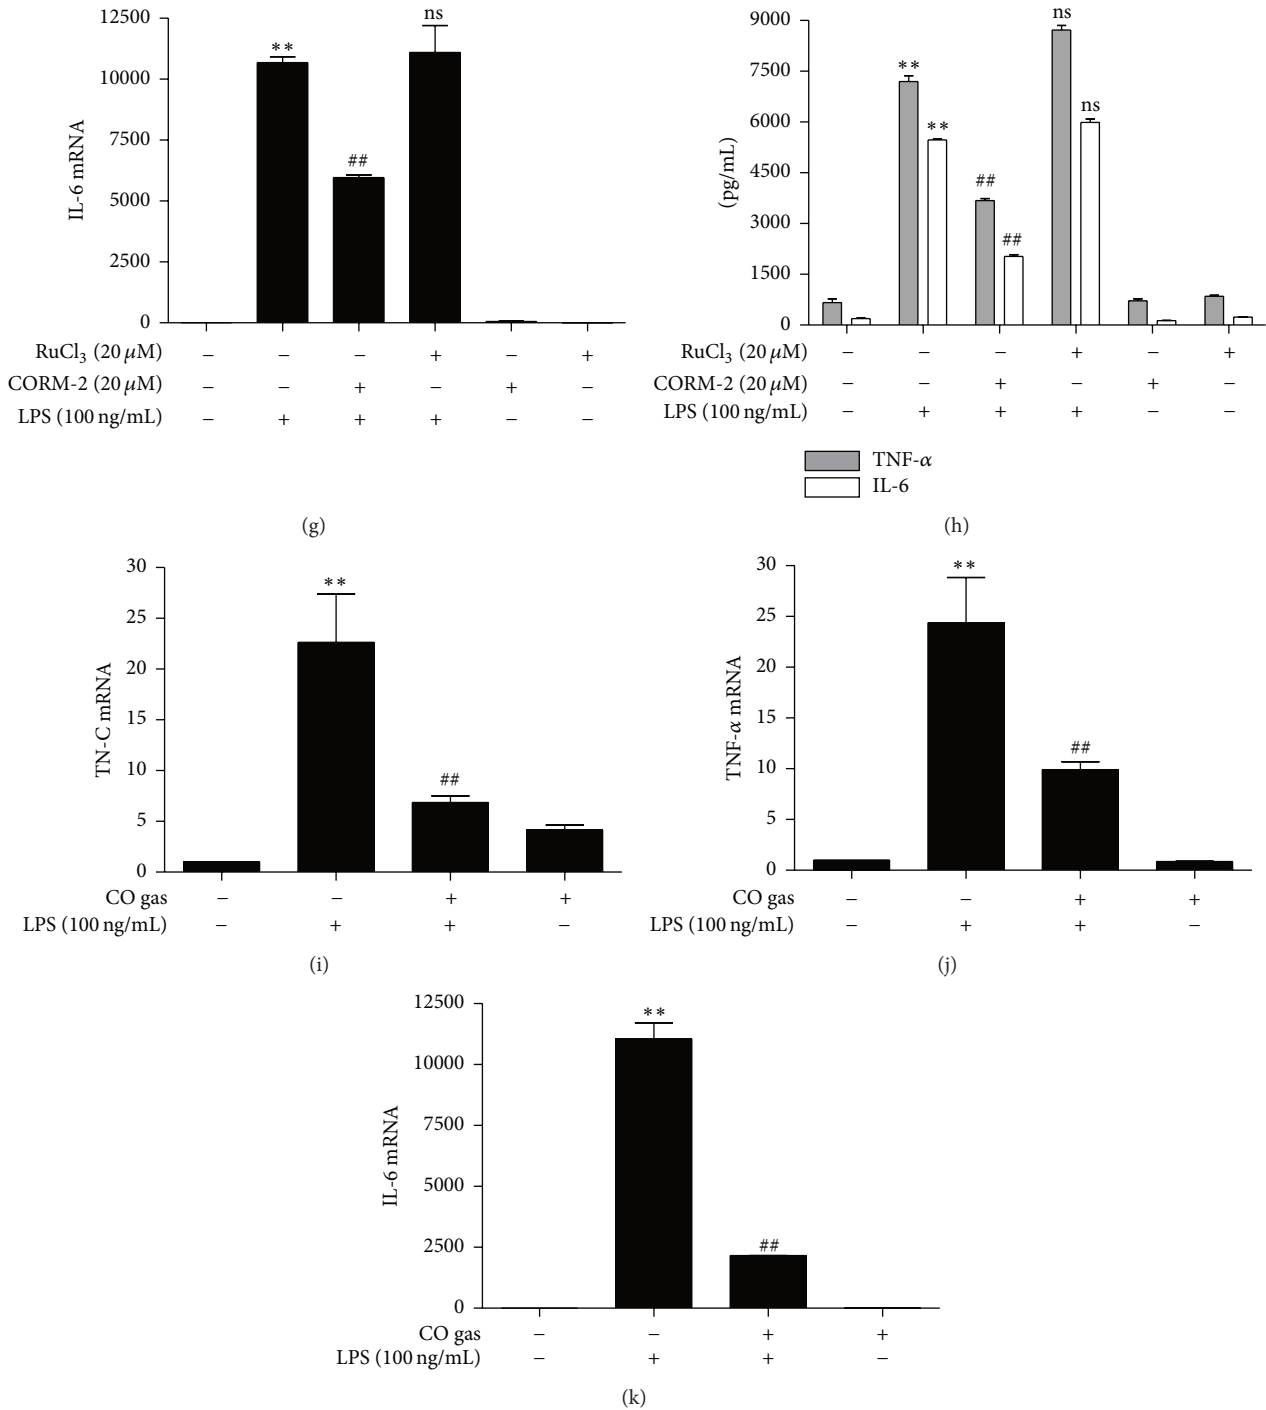 12500
10000
7500
5000
2500
0
IL-6 mRNA
**
##
ns
RuCl₃ (20 μM) − − − + − +
CORM-2 (20 μM) − − + − + −
LPS (100 ng/mL) − + + + − −
(g)
9000
7500
6000
4500
3000
1500
0
(pg/mL)
**
**
##
##
ns
ns
RuCl₃ (20 μM) − − − + − +
CORM-2 (20 μM) − − + − + −
LPS (100 ng/mL) − + + + − −
TNF-α
IL-6
(h)
30
25
20
15
10
5
0
TN-C mRNA
**
##
CO gas − − + +
LPS (100 ng/mL) − + + −
(i)
30
25
20
15
10
5
0
TNF-α mRNA
**
##
CO gas − − + +
LPS (100 ng/mL) − + + −
(j)
12500
10000
7500
5000
2500
0
IL-6 mRNA
**
##
CO gas − − + +
LPS (100 ng/mL) − + + −
(k)